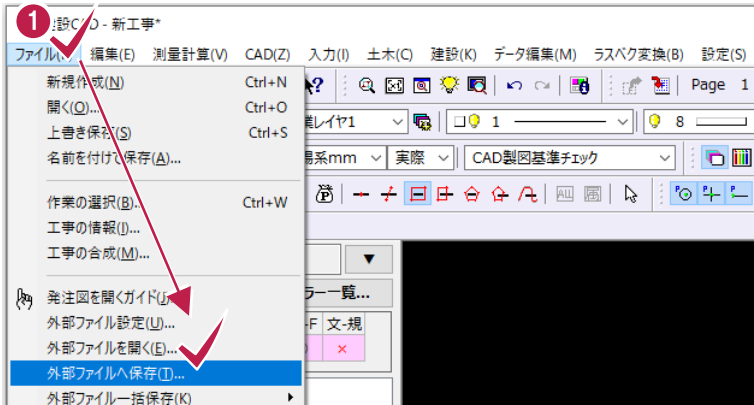 1
設CAD - 新工事*
ファイル(F) 編集(E) 測量計算(V) CAD(Z) 入力(I) 土木(C) 建設(K) データ編集(M) ラスベク変換(B) 設定(S)
新規作成(N) Ctrl+N
開く(O)... Ctrl+O
上書き保存(S) Ctrl+S
名前を付けて保存(A)...
作業の選択(B)... Ctrl+W
工事の情報(I)...
工事の合成(M)...
発注図を開くガイド(J)...
外部ファイル設定(U)...
外部ファイルを開く(E)...
外部ファイルへ保存(T)...
外部ファイル一括保存(K)
Page 1
業レイヤ1
1
8
場系mm 実際 CAD製図基準チェック
ALL 図
ラー一覧...
-F 文-規
×